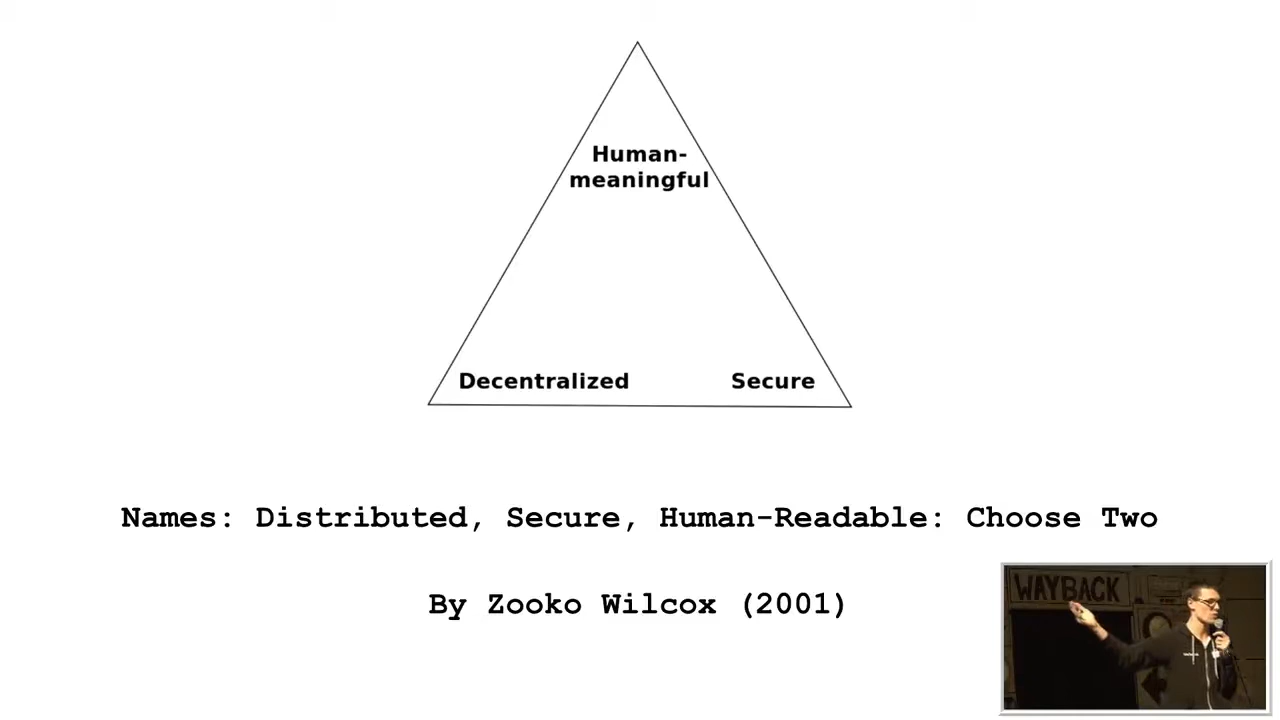 Human-
meaningful
Decentralized
Secure
Names: Distributed, Secure, Human-Readable: Choose Two
By Zooko Wilcox (2001)
WAYBACK